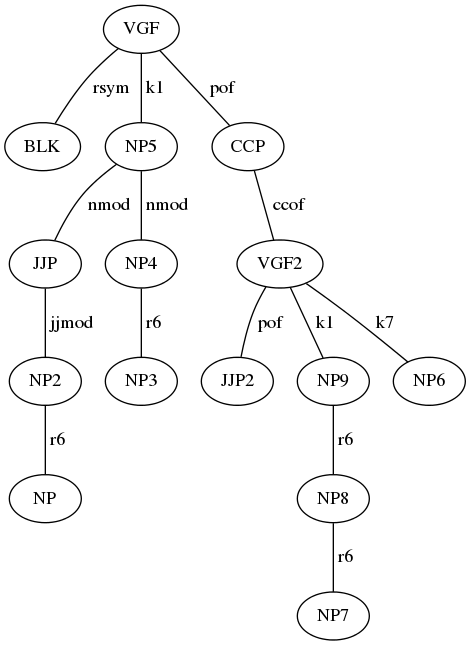 VGF
rsym k1 pof
BLK NP5 CCP
nmod nmod ccof
JJP NP4 VGF2
jjmod r6 pof k1 k7
NP2 NP3 JJP2 NP9 NP6
r6 r6
NP NP8
r6
NP7